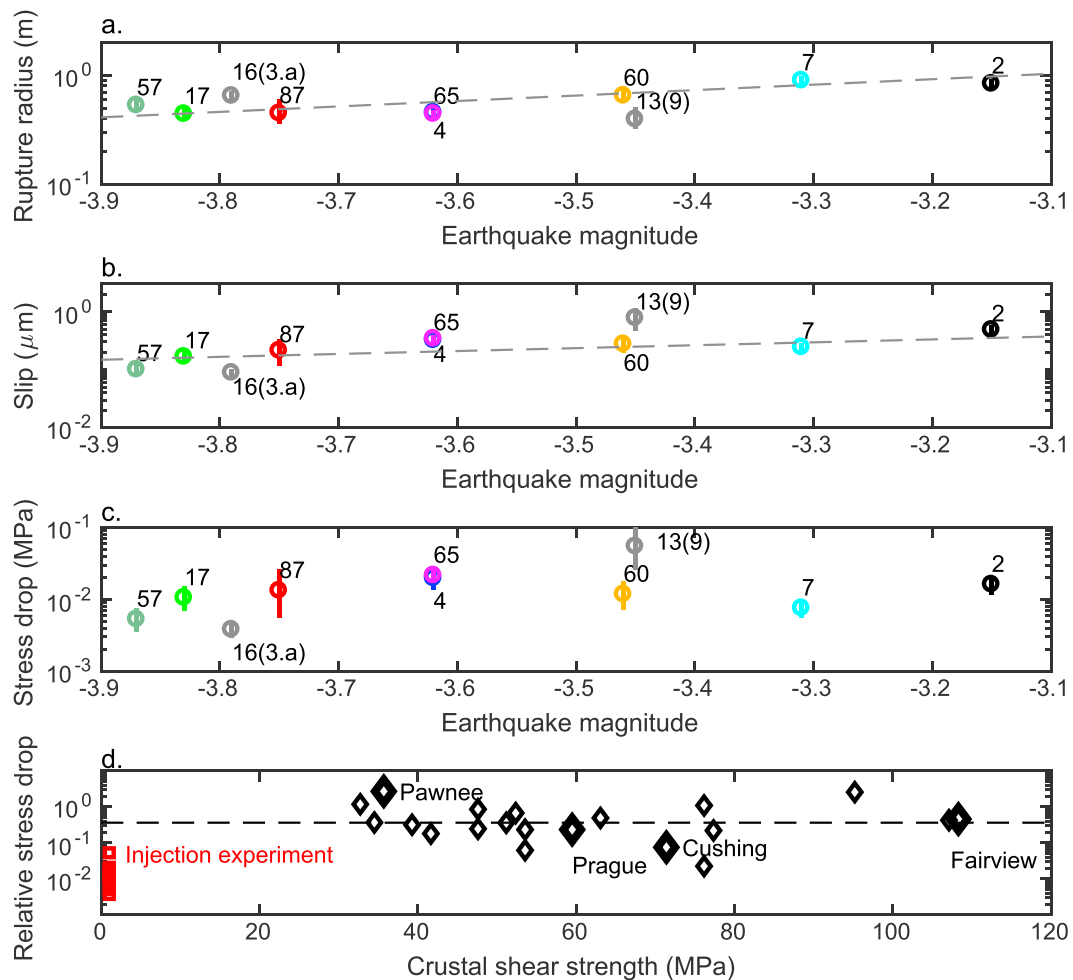 a.
Rupture radius (m)
10^0
10^-1
57
17
16(3.a)
87
65
4
60
13(9)
7
2
-3.9 -3.8 -3.7 -3.6 -3.5 -3.4 -3.3 -3.2 -3.1
Earthquake magnitude
b.
Slip (μm)
10^0
10^-2
57
17
16(3.a)
87
65
4
13(9)
60
7
2
-3.9 -3.8 -3.7 -3.6 -3.5 -3.4 -3.3 -3.2 -3.1
Earthquake magnitude
c.
Stress drop (MPa)
10^-1
10^-2
10^-3
57
17
16(3.a)
87
65
4
13(9)
60
7
2
-3.9 -3.8 -3.7 -3.6 -3.5 -3.4 -3.3 -3.2 -3.1
Earthquake magnitude
d.
Relative stress drop
10^0
10^-2
Pawnee
Injection experiment
Prague
Cushing
Fairview
0 20 40 60 80 100 120
Crustal shear strength (MPa)